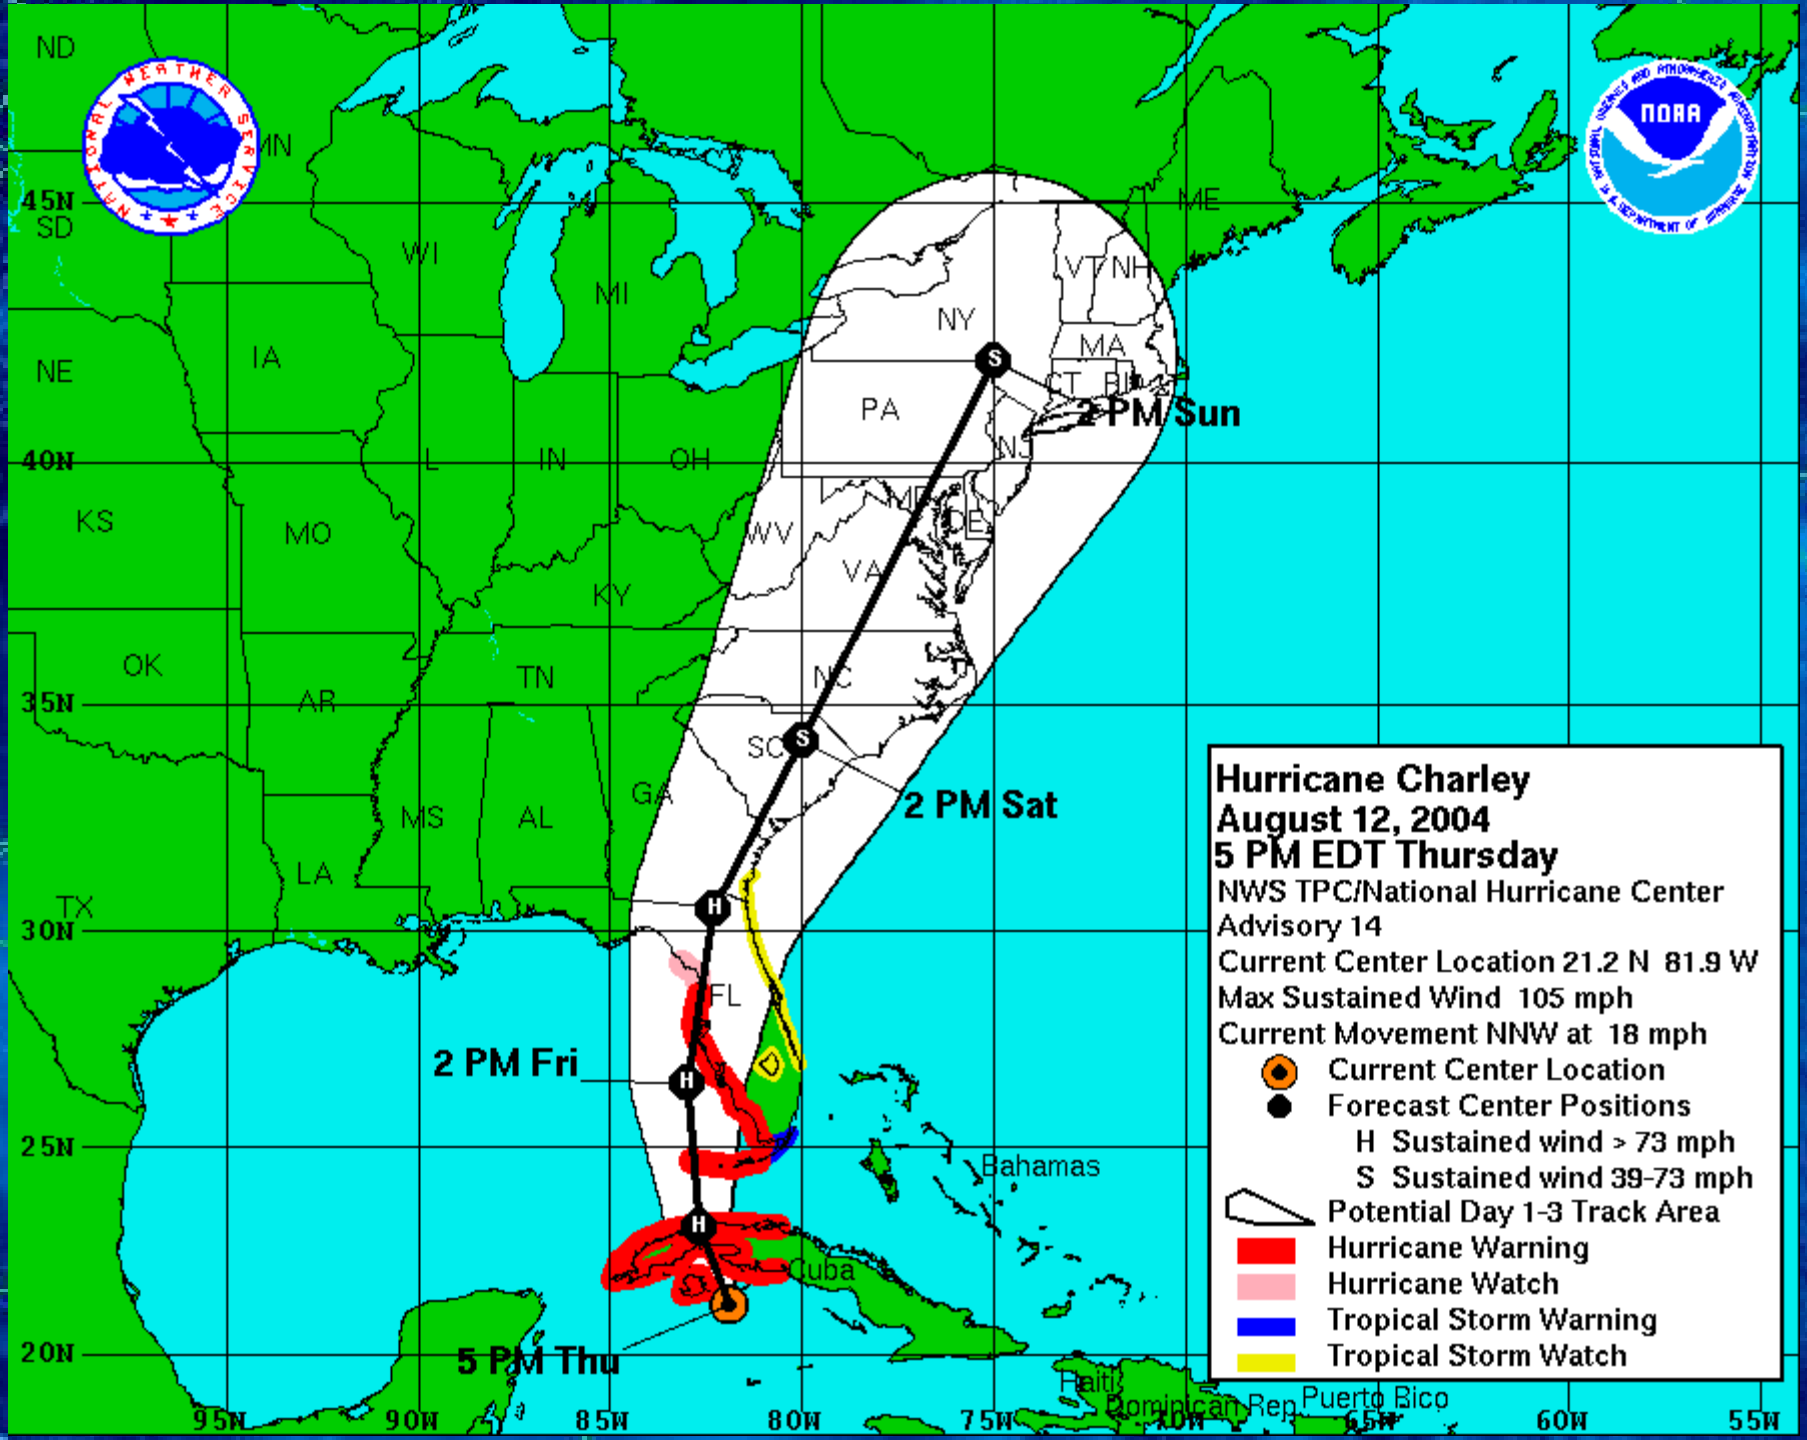 ND
NATIONAL WEATHER SERVICE
NOAA
MN
ME
45N
SD
WI
VT NH
MI
NY
MA
IA
NE
S
CT RI
PA
2 PM Sun
NJ
40N
IN
OH
MD
KS
MO
WV
DE
VA
KY
OK
TN
NC
35N
AR
SC
S
GA
2 PM Sat
MS
AL
LA
TX
H
30N
FL
2 PM Fri
H
25N
Bahamas
H
Cuba
20N
5 PM Thu
Haiti
Dominican Rep.
Puerto Rico
95W 90W 85W 80W 75W 70W 65W 60W 55W
Hurricane Charley
August 12, 2004
5 PM EDT Thursday
NWS TPC/National Hurricane Center
Advisory 14
Current Center Location 21.2 N 81.9 W
Max Sustained Wind 105 mph
Current Movement NNW at 18 mph
Current Center Location
Forecast Center Positions
H Sustained wind > 73 mph
S Sustained wind 39-73 mph
Potential Day 1-3 Track Area
Hurricane Warning
Hurricane Watch
Tropical Storm Warning
Tropical Storm Watch